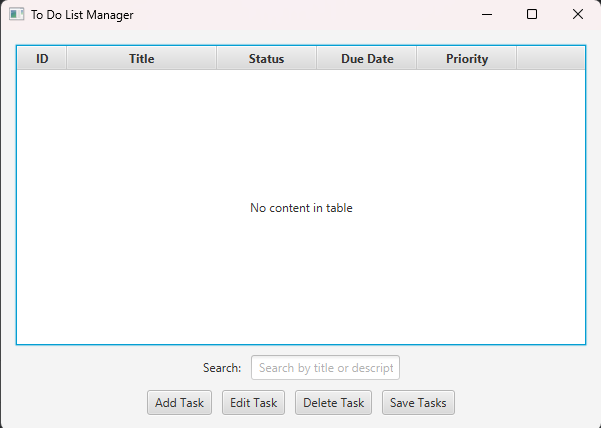 To Do List Manager
ID Title Status Due Date Priority
No content in table
Search: Search by title or descript
Add Task Edit Task Delete Task Save Tasks